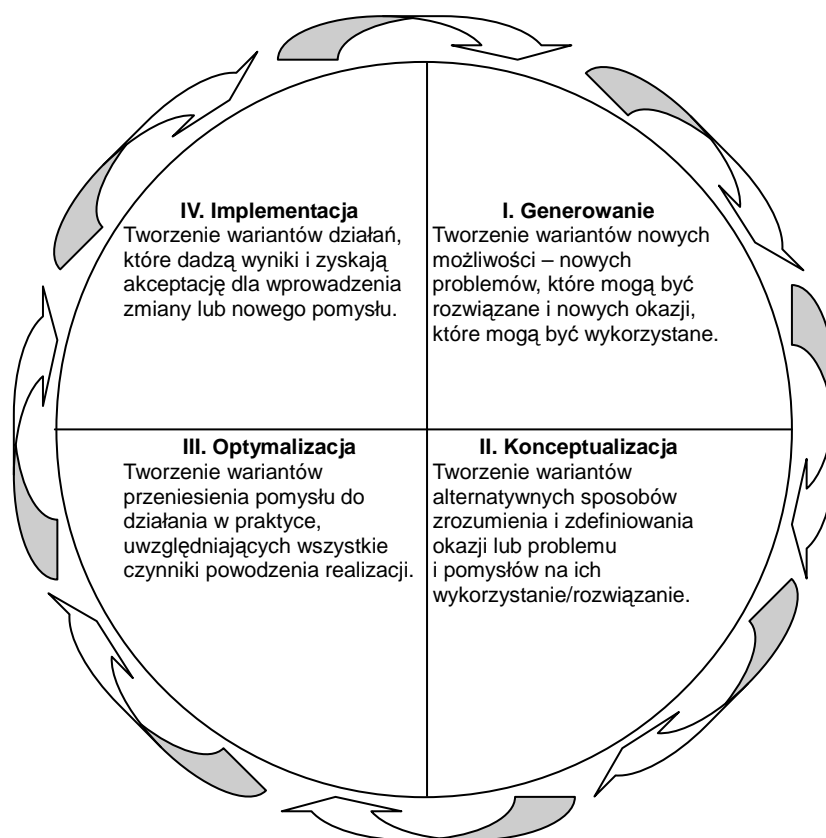 IV. Implementacja
Tworzenie wariantów działań,
które dadzą wyniki i zyskają
akceptację dla wprowadzenia
zmiany lub nowego pomysłu.
I. Generowanie
Tworzenie wariantów nowych
możliwości – nowych
problemów, które mogą być
rozwiązane i nowych okazji,
które mogą być wykorzystane.
III. Optymalizacja
Tworzenie wariantów
przeniesienia pomysłu do
działania w praktyce,
uwzględniających wszystkie
czynniki powodzenia realizacji.
II. Konceptualizacja
Tworzenie wariantów
alternatywnych sposobów
zrozumienia i zdefiniowania
okazji lub problemu
i pomysłów na ich
wykorzystanie/rozwiązanie.